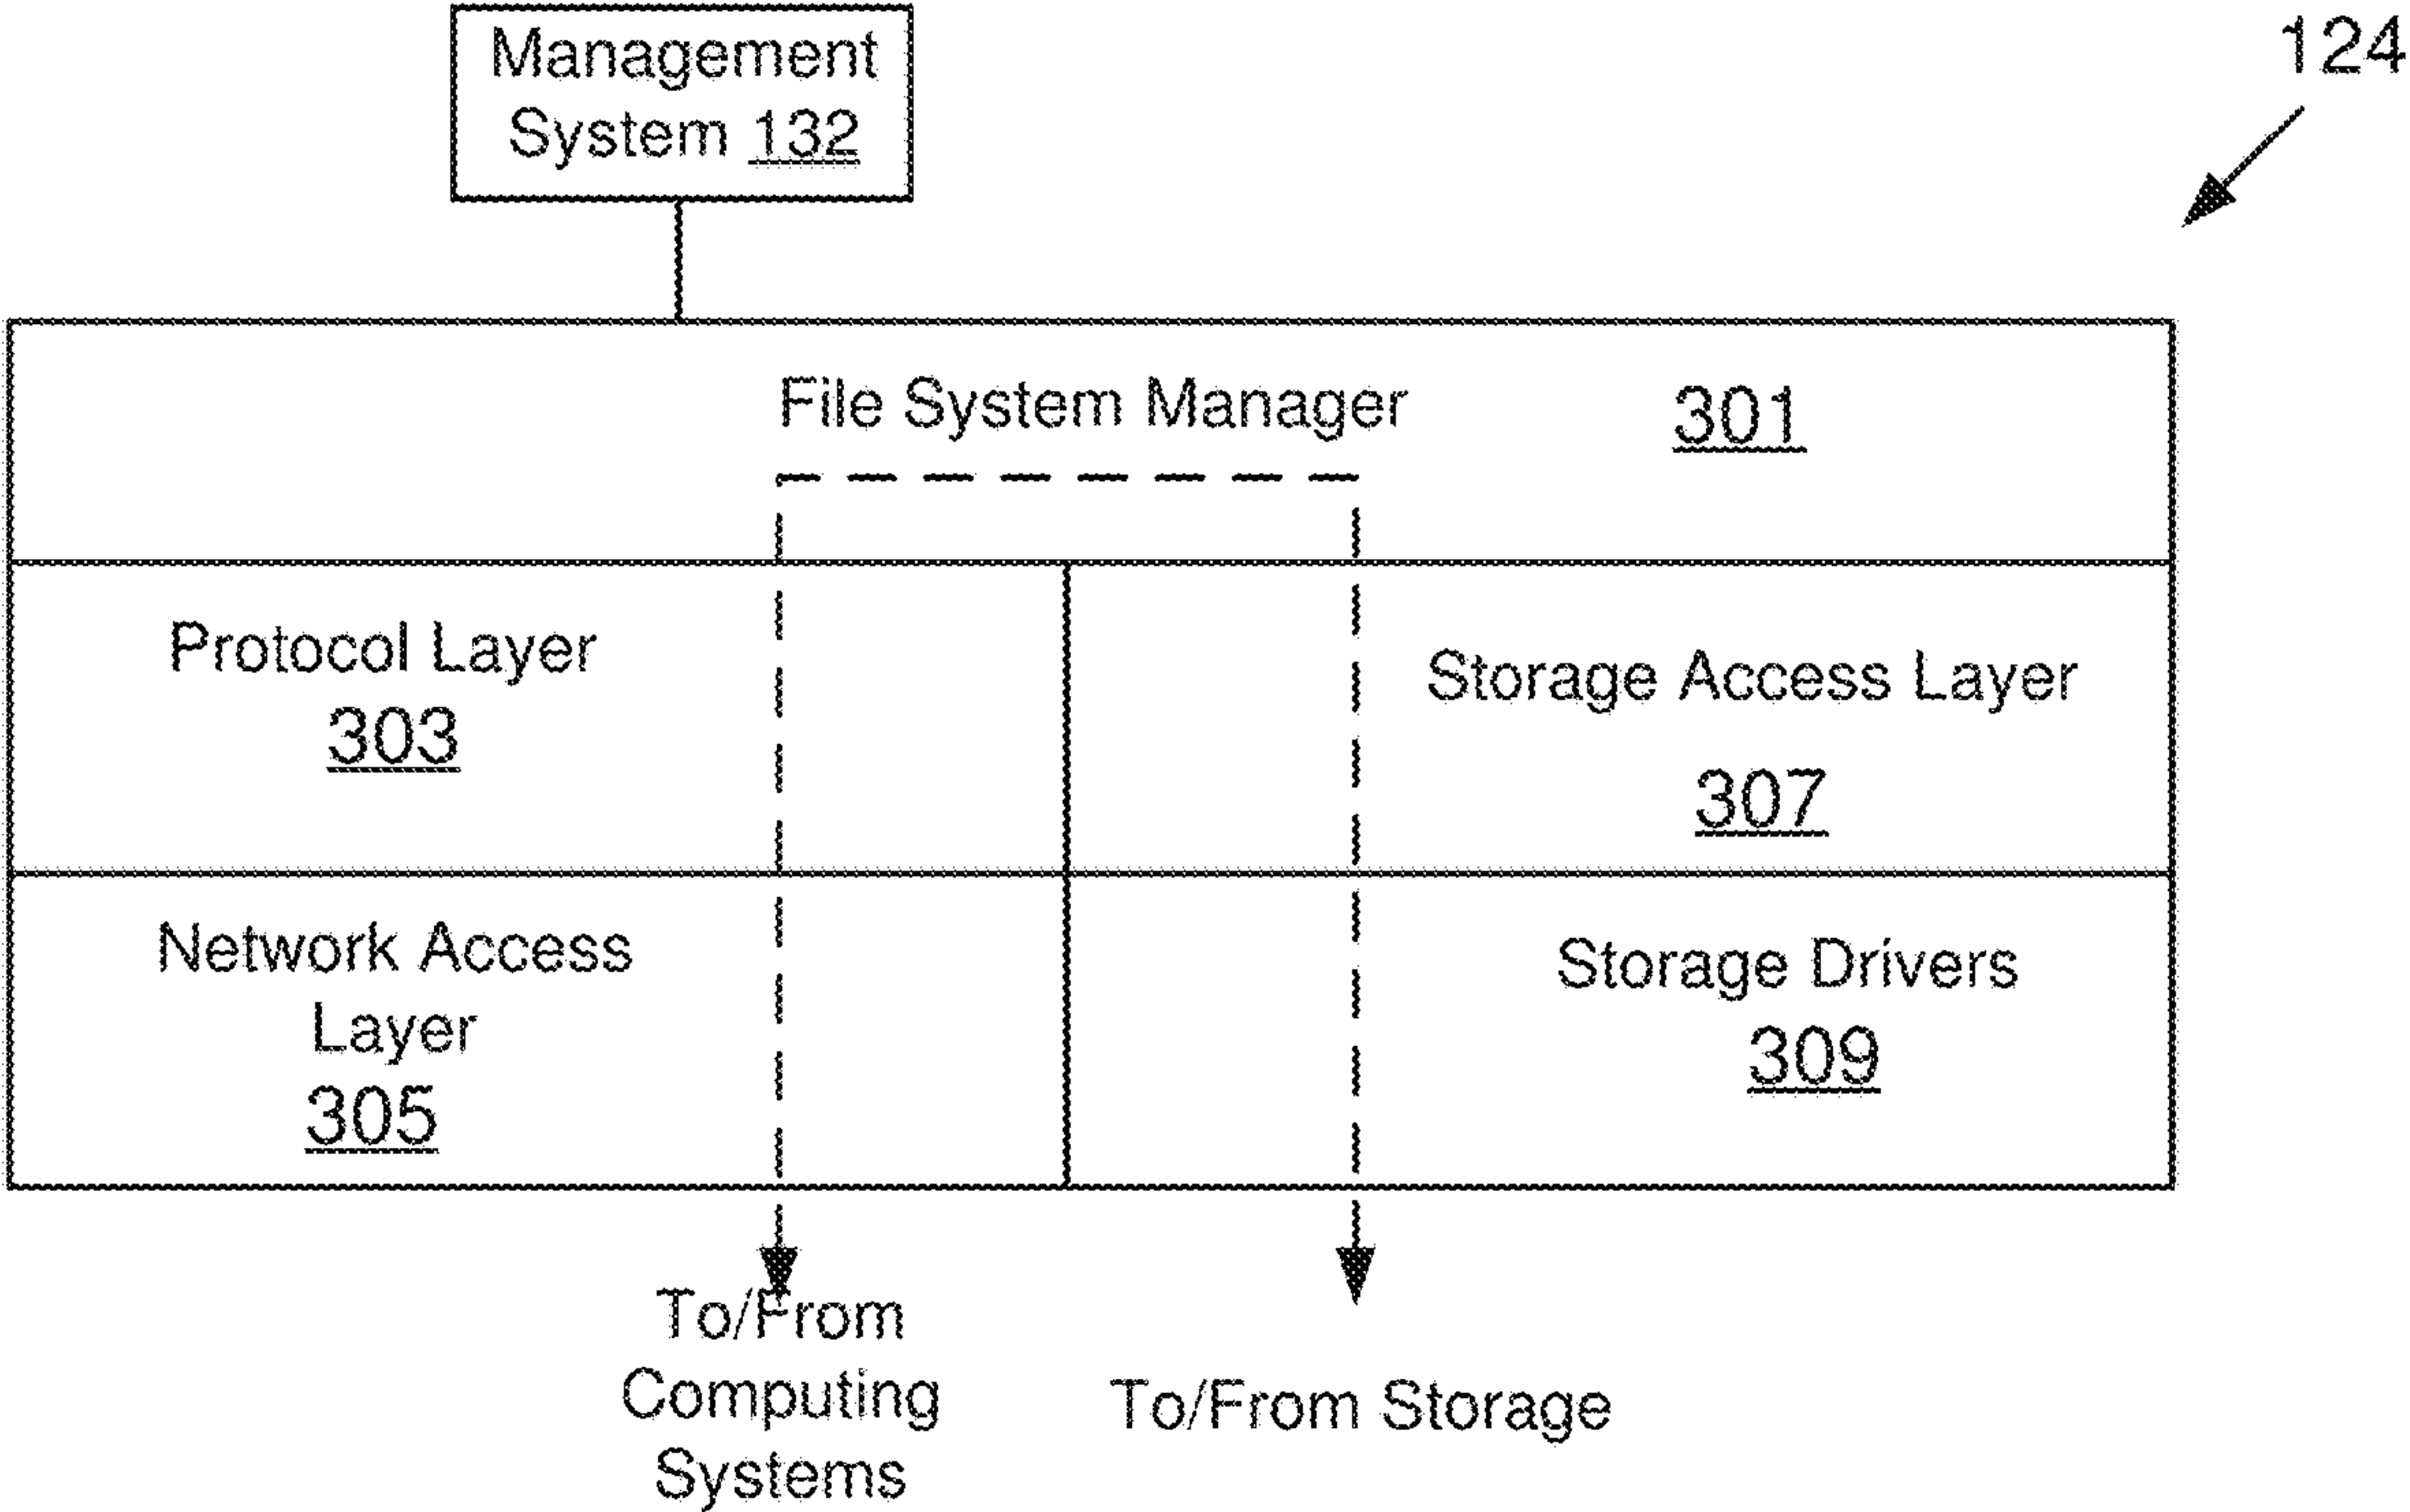 Management
System 132
124
File System Manager 301
Protocol Layer
303
Storage Access Layer
307
Network Access
Layer
305
Storage Drivers
309
To/From
Computing
Systems
To/From Storage